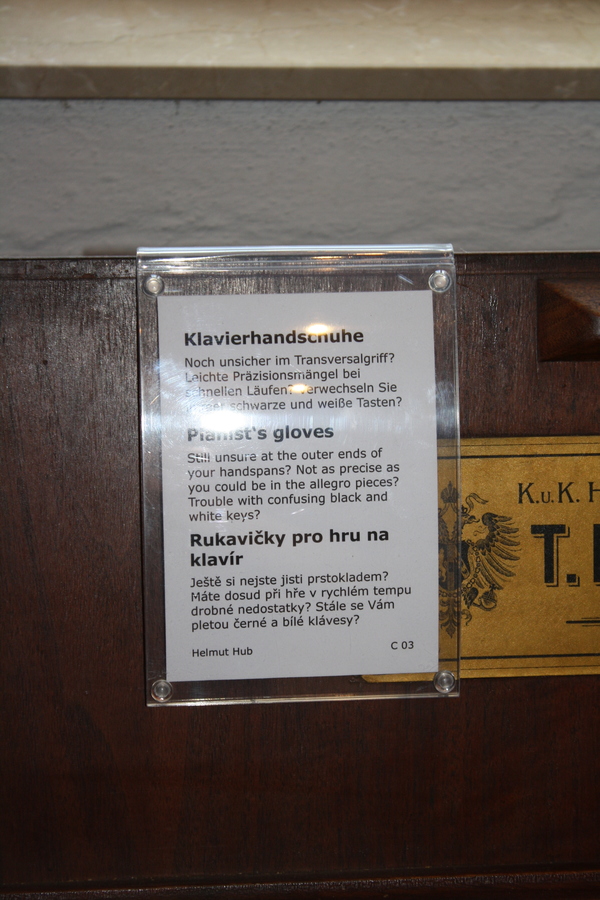 Klavierhandschuhe
Noch unsicher im Transversalgriff?
Leichte Präzisionsmängel bei
schnellen Läufen? Verwechseln Sie
schwarze und weiße Tasten?
Pianist's gloves
Still unsure at the outer ends of
your handspans? Not as precise as
you could be in the allegro pieces?
Trouble with confusing black and
white keys?
Rukavičky pro hru na
klavír
Ještě si nejste jisti prstokladem?
Máte dosud při hře v rychlém tempu
drobné nedostatky? Stále se Vám
pletou černé a bílé klávesy?
Helmut Hub C 03
K.u.K. H
T.